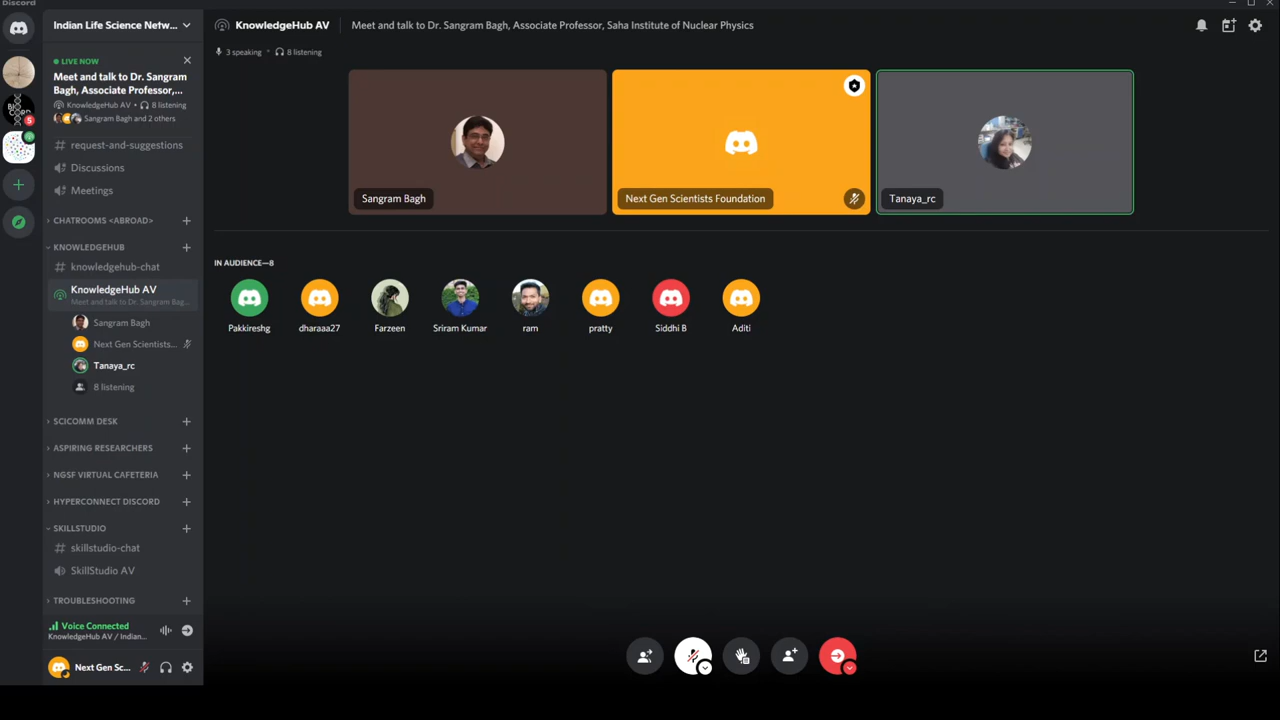 Discord
Indian Life Science Netw...
LIVE NOW
Meet and talk to Dr. Sangram
Bagh, Associate Professor,...
KnowledgeHub AV • 8 listening
Sangram Bagh and 2 others
request-and-suggestions
Discussions
Meetings
CHATROOMS <ABROAD>
KNOWLEDGEHUB
knowledgehub-chat
KnowledgeHub AV
Meet and talk to Dr. Sangram Bag...
Sangram Bagh
Next Gen Scientists...
Tanaya_rc
8 listening
SCICOMM DESK
ASPIRING RESEARCHERS
NGSF VIRTUAL CAFETERIA
HYPERCONNECT DISCORD
SKILLSTUDIO
skillstudio-chat
SkillStudio AV
TROUBLESHOOTING
Voice Connected
KnowledgeHub AV / Indian...
Next Gen Sc...
5
KnowledgeHub AV
Meet and talk to Dr. Sangram Bagh, Associate Professor, Saha Institute of Nuclear Physics
3 speaking • 8 listening
Sangram Bagh
Next Gen Scientists Foundation
Tanaya_rc
IN AUDIENCE—8
Pakkireshg
dharaaa27
Farzeen
Sriram Kumar
ram
pratty
Siddhi B
Aditi